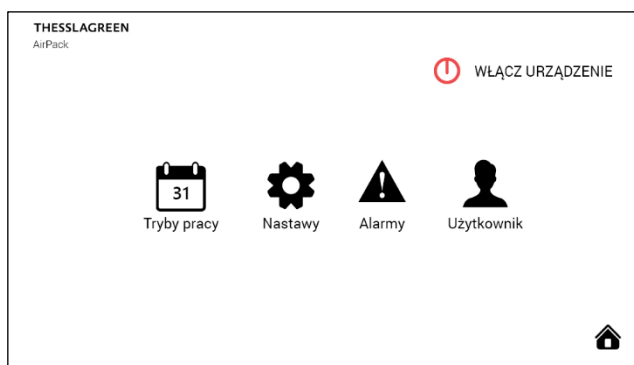 THESSLAGREEN
AirPack
WŁĄCZ URZĄDZENIE
31
Tryby pracy
Nastawy
Alarmy
Użytkownik